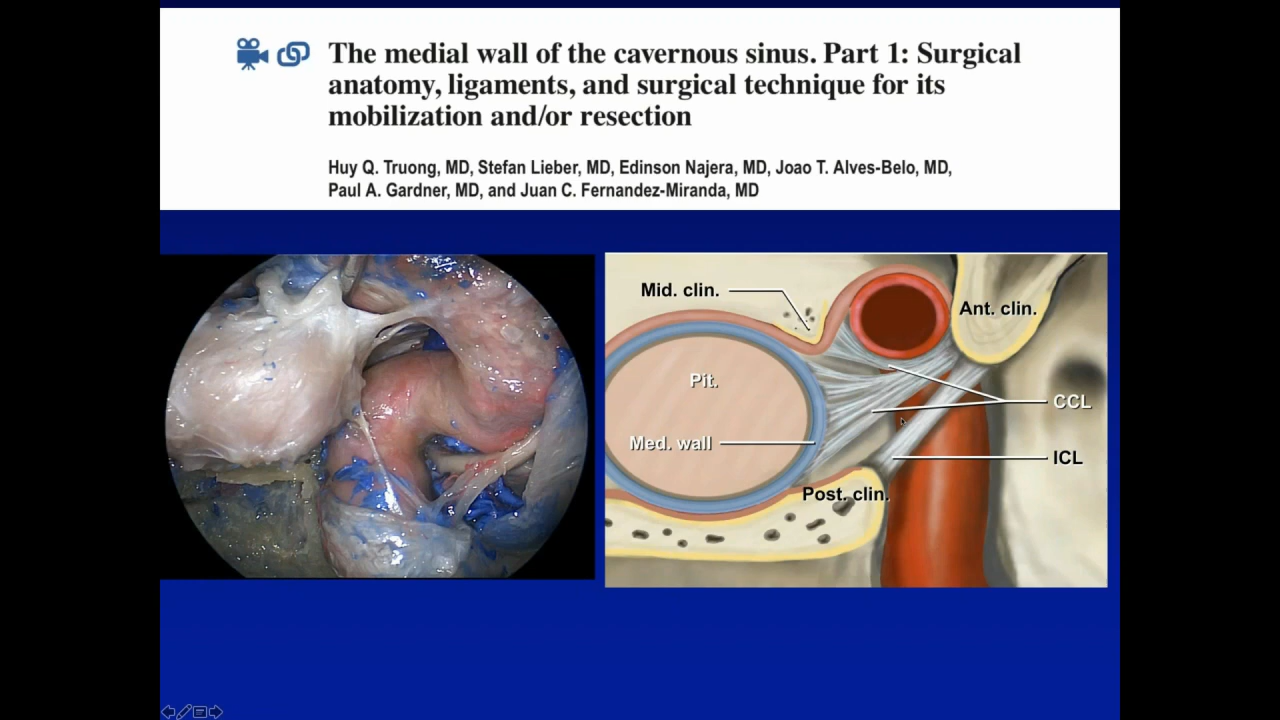 The medial wall of the cavernous sinus. Part 1: Surgical
anatomy, ligaments, and surgical technique for its
mobilization and/or resection
Huy Q. Truong, MD, Stefan Lieber, MD, Edinson Najera, MD, Joao T. Alves-Belo, MD,
Paul A. Gardner, MD, and Juan C. Fernandez-Miranda, MD
Mid. clin.
Ant. clin.
Pit.
CCL
Med. wall
ICL
Post. clin.